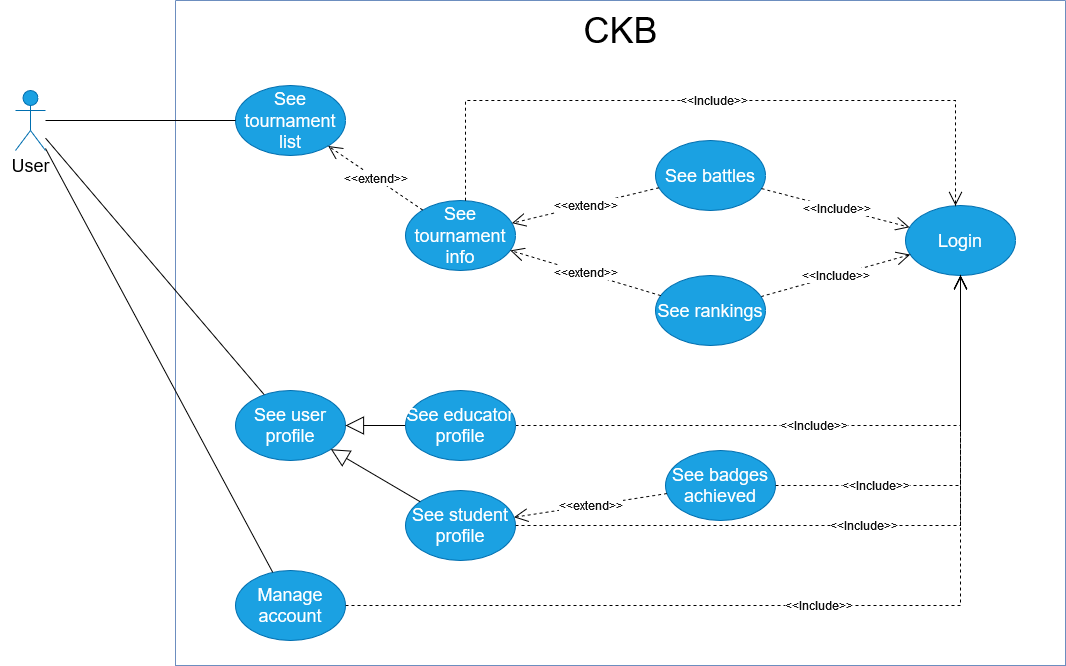 CKB
User
See
tournament
list
<<Include>>
<<extend>>
See
tournament
info
<<extend>>
<<extend>>
See battles
See rankings
<<Include>>
<<Include>>
Login
See user
profile
See educator
profile
<<Include>>
See student
profile
<<extend>>
See badges
achieved
<<Include>>
<<Include>>
Manage
account
<<Include>>